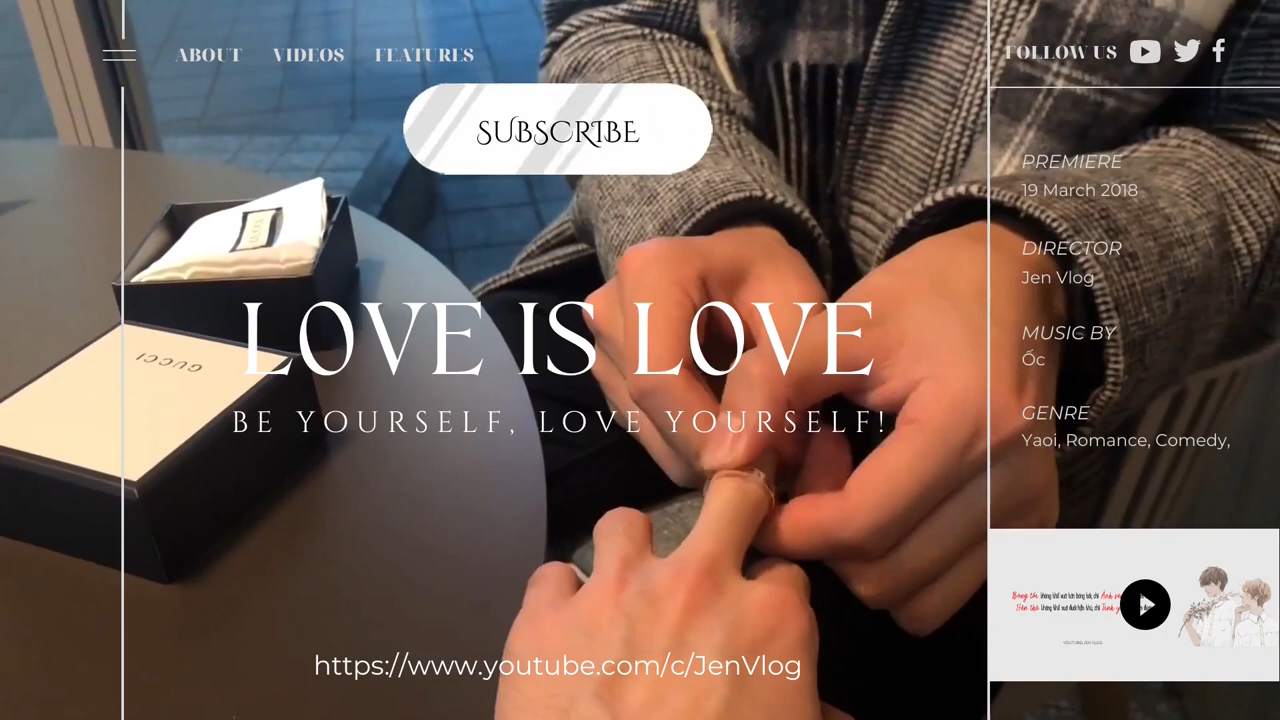 ABOUT VIDEOS FEATURES
FOLLOW US
SUBSCRIBE
PREMIERE
19 March 2018
DIRECTOR
Jen Vlog
MUSIC BY
Ốc
GENRE
Yaoi, Romance, Comedy,
GUCCI
LOVE IS LOVE
BE YOURSELF, LOVE YOURSELF!
https://www.youtube.com/c/JenVlog